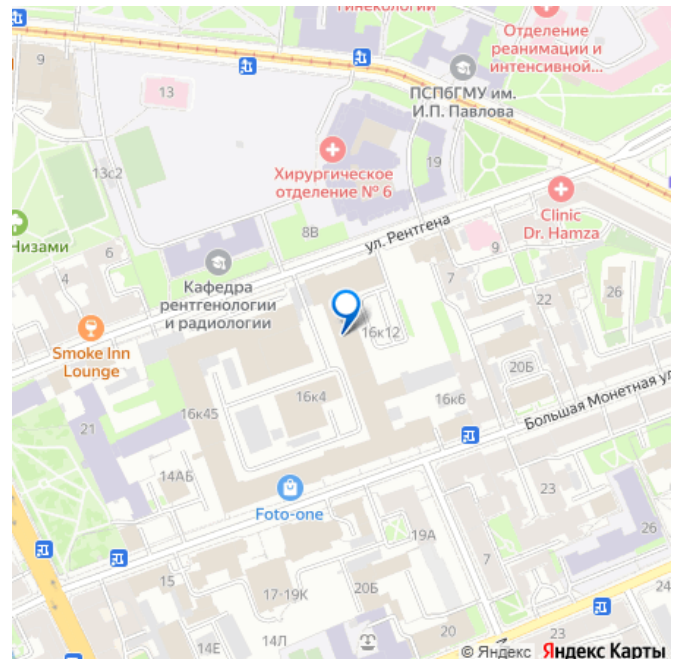 гинекологии
Отделение
реанимации и
интенсивной...
9
13
ПСПбГМУ им.
И.П. Павлова
13с2
Хирургическое
отделение № 6
19
Clinic
Dr. Hamza
Низами
8В
ул. Рентгена
4
6
Кафедра
рентгенологии
и радиологии
7
9
22
26
Smoke Inn
Lounge
16к12
20Б
16к4
16к45
16к6
Большая Монетная ул
21
14АБ
Foto-one
23
19А
26
7
15
17-19К
20Б
24
14Е
14Л
20
23
© Яндекс Яндекс Карты